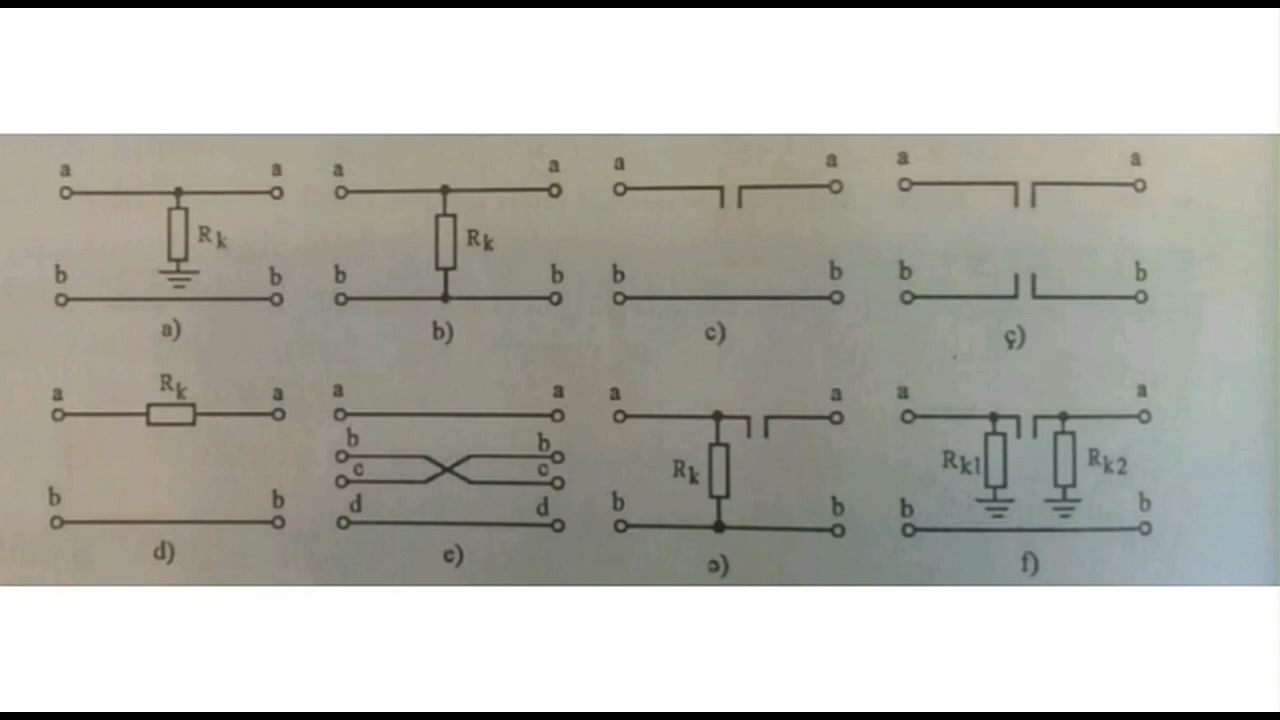 a a a a a a a a
R_k R_k
b b b b b b b b
a) b) c) ç)
R_k
a a a a a a a a
b b
c c R_k R_k1 R_k2
b b d d b b b b
d) e) ə) f)